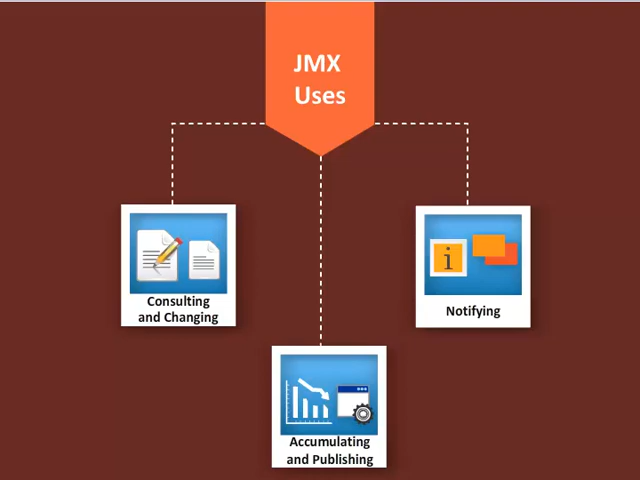 JMX
Uses
Consulting
and Changing
i
Notifying
Accumulating
and Publishing